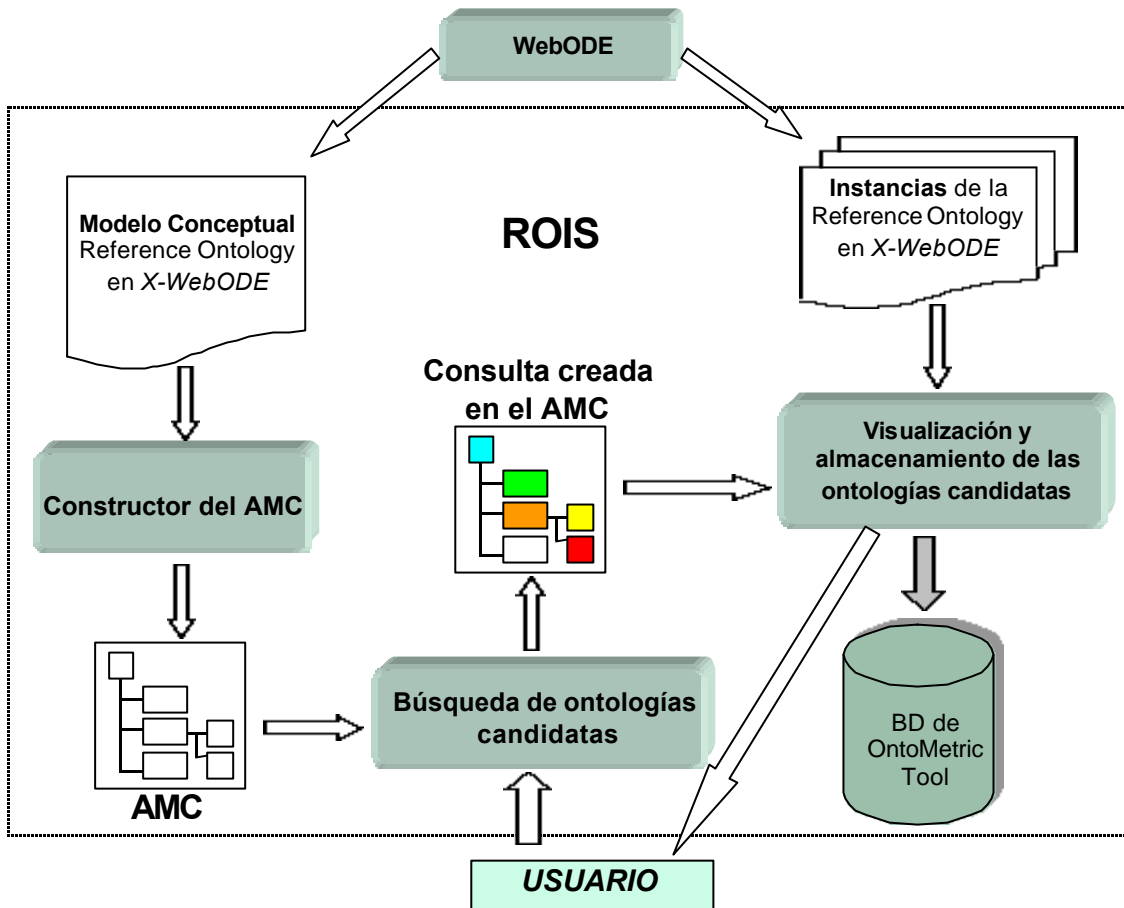 WebODE
Modelo Conceptual
Reference Ontology
en X-WebODE
ROIS
Instancias de la
Reference Ontology
en X-WebODE
Consulta creada
en el AMC
Visualización y
almacenamiento de las
ontologías candidatas
Constructor del AMC
Búsqueda de ontologías
candidatas
BD de
OntoMetric
Tool
AMC
USUARIO